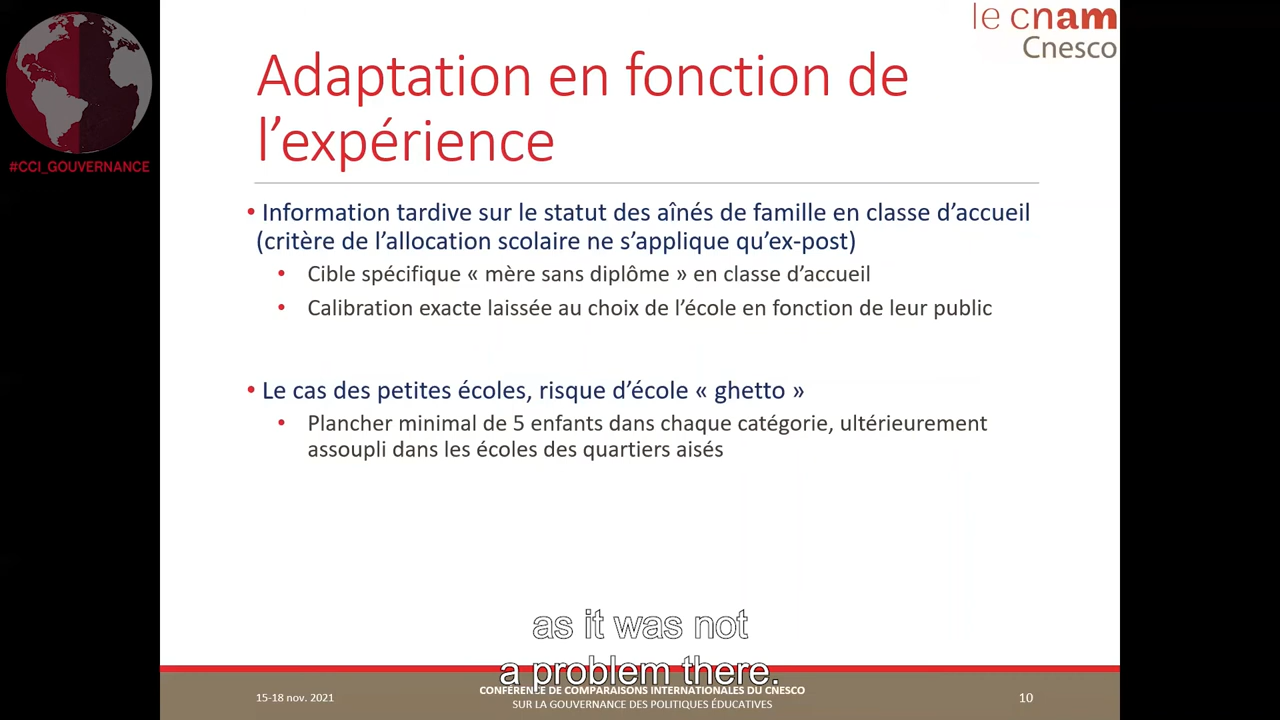 le cnam
Cnesco
#CCI_GOUVERNANCE
Adaptation en fonction de
l’expérience
• Information tardive sur le statut des aînés de famille en classe d’accueil
(critère de l’allocation scolaire ne s’applique qu’ex-post)
• Cible spécifique « mère sans diplôme » en classe d’accueil
• Calibration exacte laissée au choix de l’école en fonction de leur public
• Le cas des petites écoles, risque d’école « ghetto »
• Plancher minimal de 5 enfants dans chaque catégorie, ultérieurement
assoupli dans les écoles des quartiers aisés
as it was not
a problem there.
15-18 nov. 2021
CONFÉRENCE DE COMPARAISONS INTERNATIONALES DU CNESCO
SUR LA GOUVERNANCE DES POLITIQUES ÉDUCATIVES
10